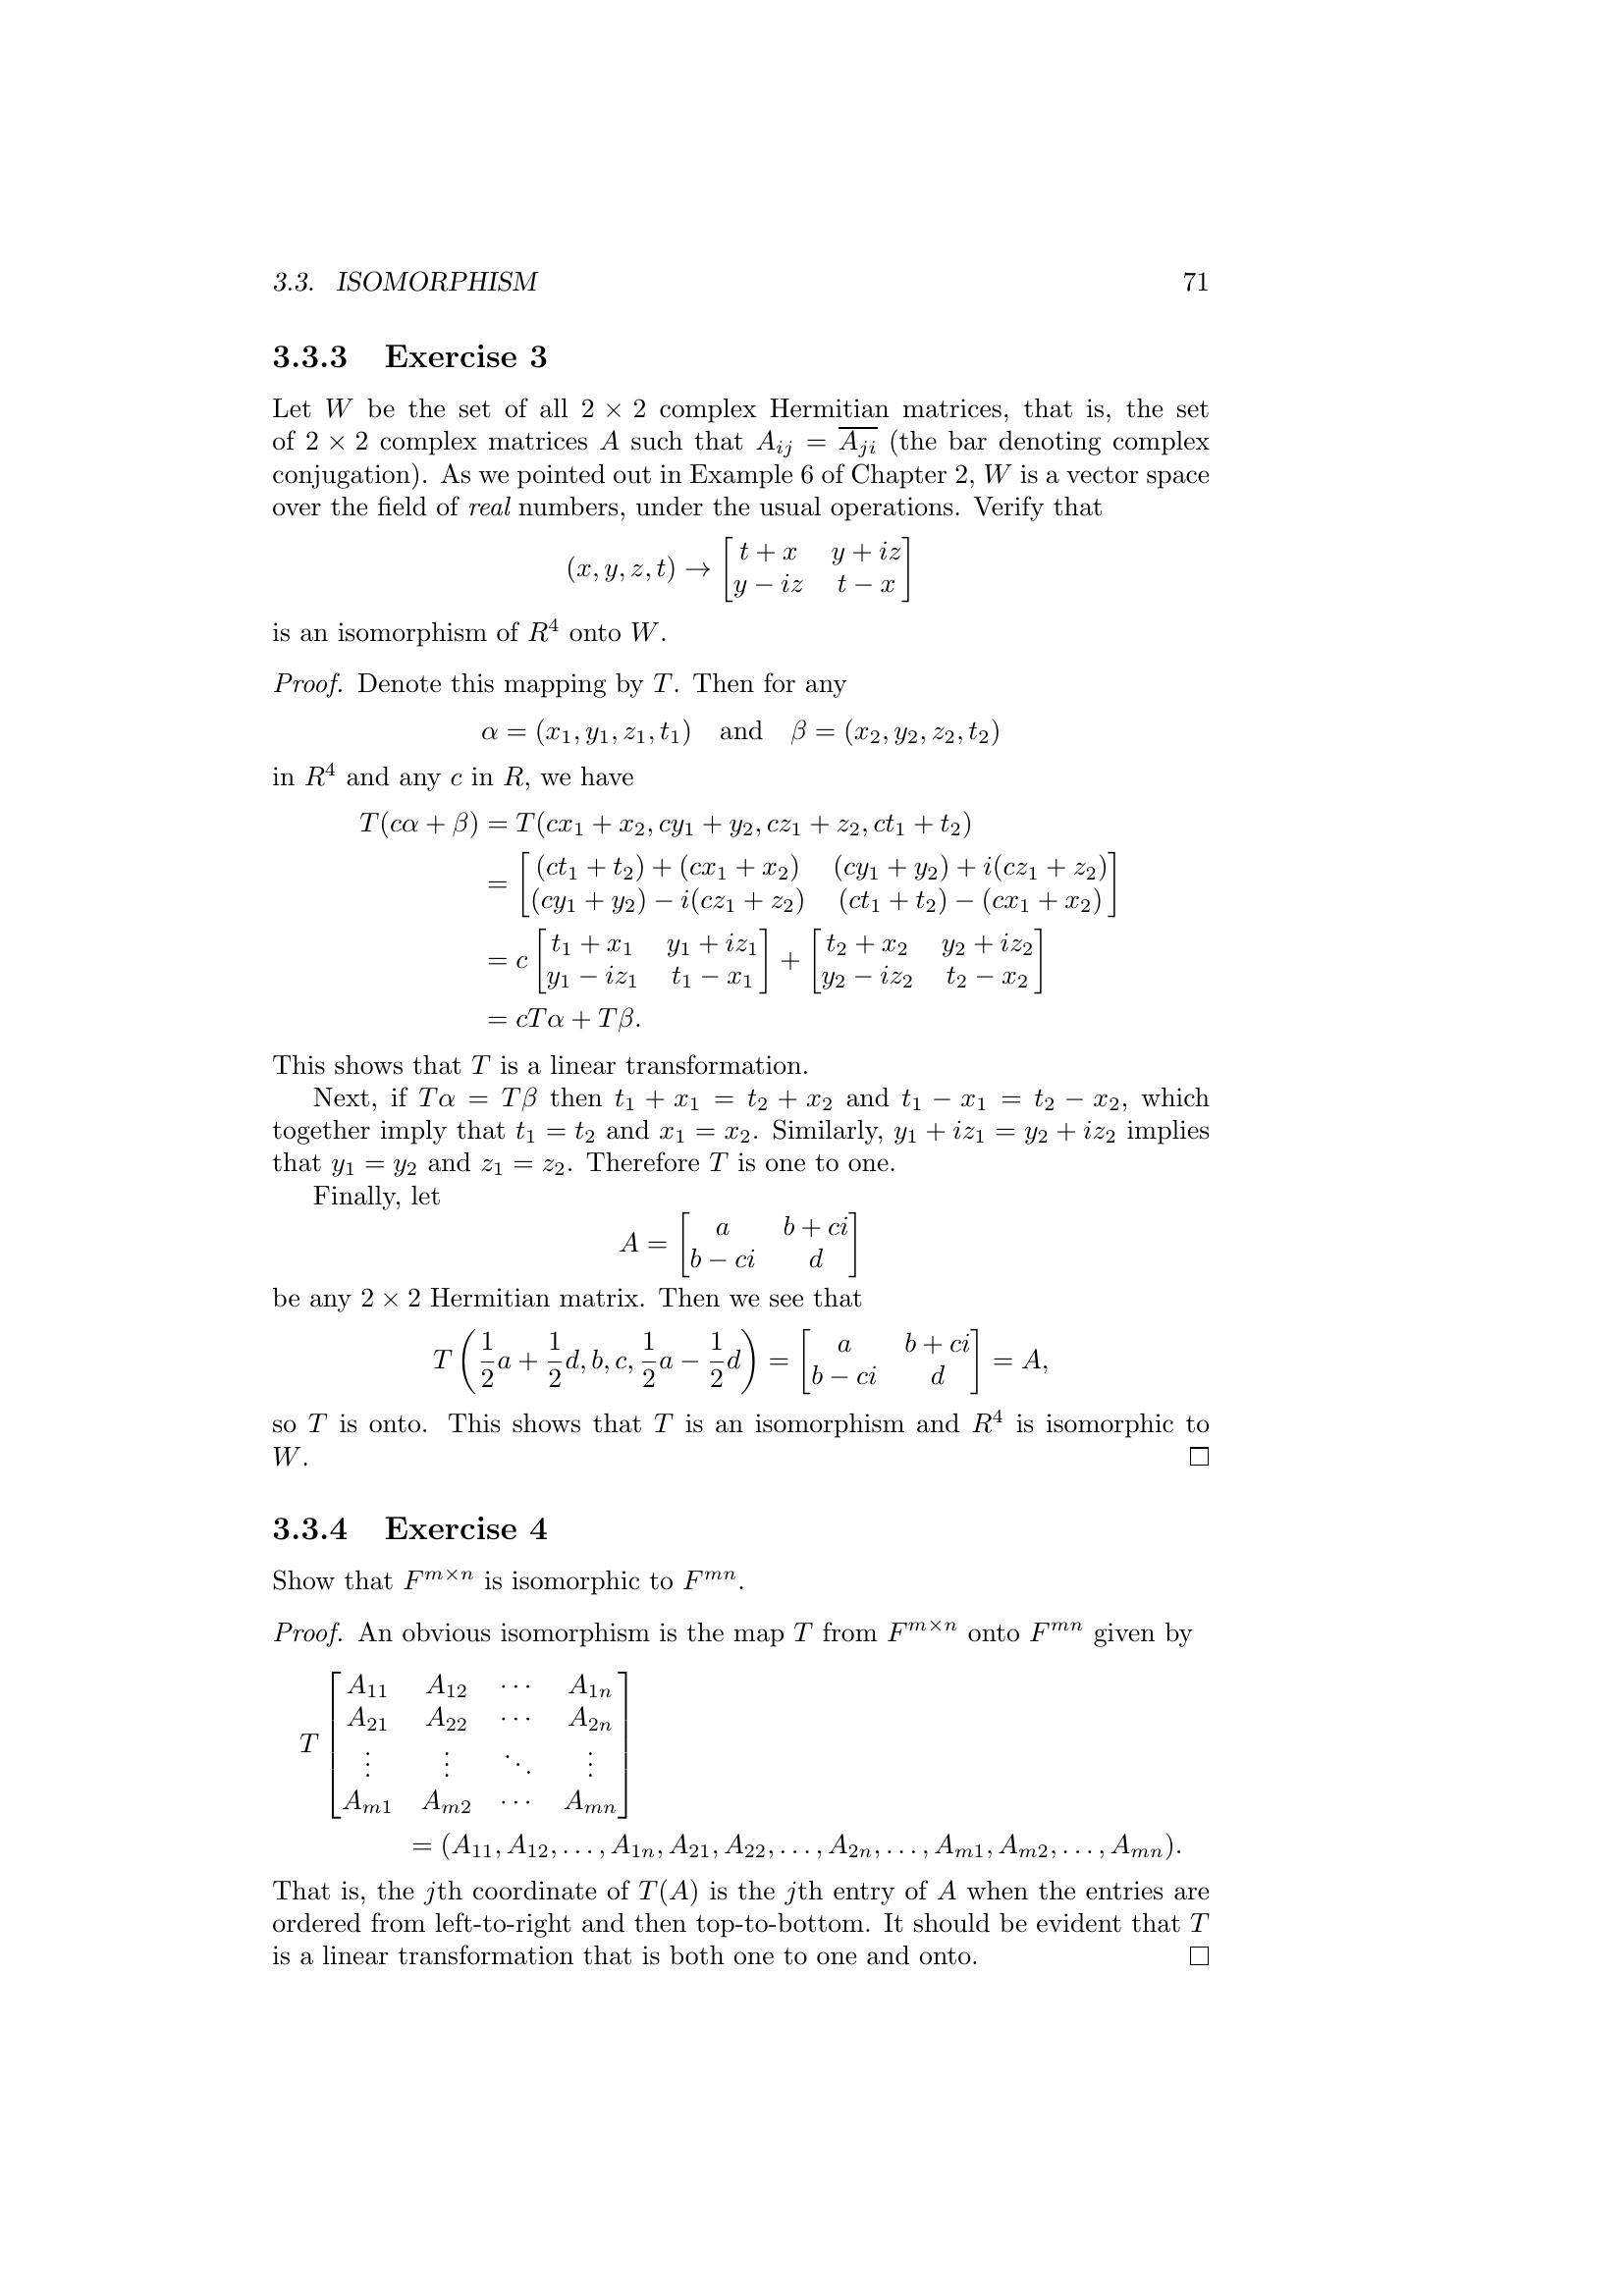 3.3. ISOMORPHISM 71
3.3.3 Exercise 3
Let W be the set of all 2 × 2 complex Hermitian matrices, that is, the set
of 2 × 2 complex matrices A such that $A_{ij} = \overline{A_{ji}}$ (the bar denoting complex
conjugation). As we pointed out in Example 6 of Chapter 2, W is a vector space
over the field of real numbers, under the usual operations. Verify that
$(x, y, z, t) \to \begin{bmatrix} t + x & y + iz \\ y - iz & t - x \end{bmatrix}$
is an isomorphism of $R^4$ onto W.
Proof. Denote this mapping by T. Then for any
$\alpha = (x_1, y_1, z_1, t_1)$ and $\beta = (x_2, y_2, z_2, t_2)$
in $R^4$ and any c in R, we have
$T(c\alpha + \beta) = T(cx_1 + x_2, cy_1 + y_2, cz_1 + z_2, ct_1 + t_2)$
$= \begin{bmatrix} (ct_1 + t_2) + (cx_1 + x_2) & (cy_1 + y_2) + i(cz_1 + z_2) \\ (cy_1 + y_2) - i(cz_1 + z_2) & (ct_1 + t_2) - (cx_1 + x_2) \end{bmatrix}$
$= c \begin{bmatrix} t_1 + x_1 & y_1 + iz_1 \\ y_1 - iz_1 & t_1 - x_1 \end{bmatrix} + \begin{bmatrix} t_2 + x_2 & y_2 + iz_2 \\ y_2 - iz_2 & t_2 - x_2 \end{bmatrix}$
$= cT\alpha + T\beta.$
This shows that T is a linear transformation.
Next, if $T\alpha = T\beta$ then $t_1 + x_1 = t_2 + x_2$ and $t_1 - x_1 = t_2 - x_2$, which
together imply that $t_1 = t_2$ and $x_1 = x_2$. Similarly, $y_1 + iz_1 = y_2 + iz_2$ implies
that $y_1 = y_2$ and $z_1 = z_2$. Therefore T is one to one.
Finally, let
$A = \begin{bmatrix} a & b + ci \\ b - ci & d \end{bmatrix}$
be any 2 × 2 Hermitian matrix. Then we see that
$T\left(\frac{1}{2}a + \frac{1}{2}d, b, c, \frac{1}{2}a - \frac{1}{2}d\right) = \begin{bmatrix} a & b + ci \\ b - ci & d \end{bmatrix} = A,$
so T is onto. This shows that T is an isomorphism and $R^4$ is isomorphic to
W. □
3.3.4 Exercise 4
Show that $F^{m \times n}$ is isomorphic to $F^{mn}$.
Proof. An obvious isomorphism is the map T from $F^{m \times n}$ onto $F^{mn}$ given by
$T \begin{bmatrix} A_{11} & A_{12} & \cdots & A_{1n} \\ A_{21} & A_{22} & \cdots & A_{2n} \\ \vdots & \vdots & \ddots & \vdots \\ A_{m1} & A_{m2} & \cdots & A_{mn} \end{bmatrix}$
$= (A_{11}, A_{12}, \ldots, A_{1n}, A_{21}, A_{22}, \ldots, A_{2n}, \ldots, A_{m1}, A_{m2}, \ldots, A_{mn}).$
That is, the jth coordinate of T(A) is the jth entry of A when the entries are
ordered from left-to-right and then top-to-bottom. It should be evident that T
is a linear transformation that is both one to one and onto. □